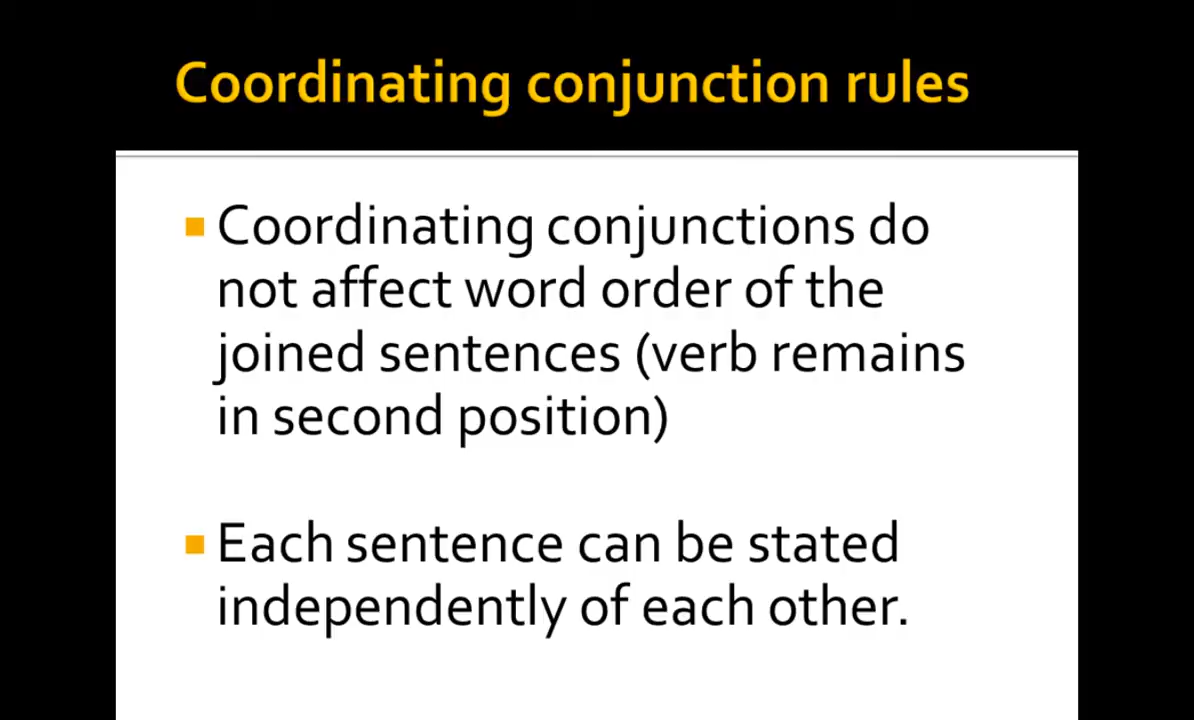 Coordinating conjunction rules
Coordinating conjunctions do
not affect word order of the
joined sentences (verb remains
in second position)
Each sentence can be stated
independently of each other.